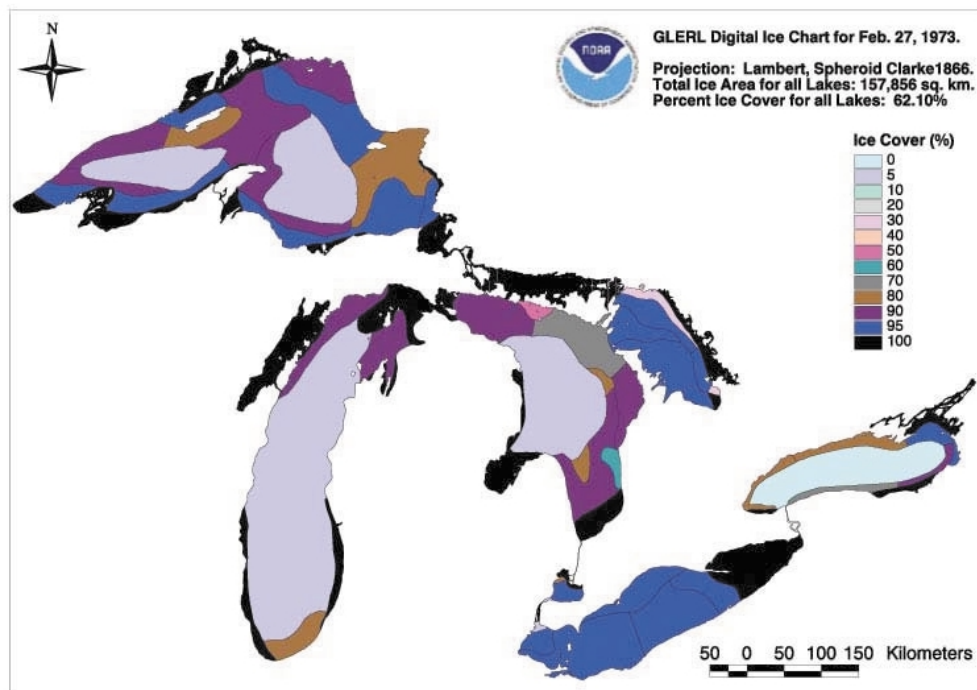 N
NOAA
GLERL Digital Ice Chart for Feb. 27, 1973.
Projection: Lambert, Spheroid Clarke1866.
Total Ice Area for all Lakes: 157,856 sq. km.
Percent Ice Cover for all Lakes: 62.10%
Ice Cover (%)
0
5
10
20
30
40
50
60
70
80
90
95
100
50 0 50 100 150 Kilometers